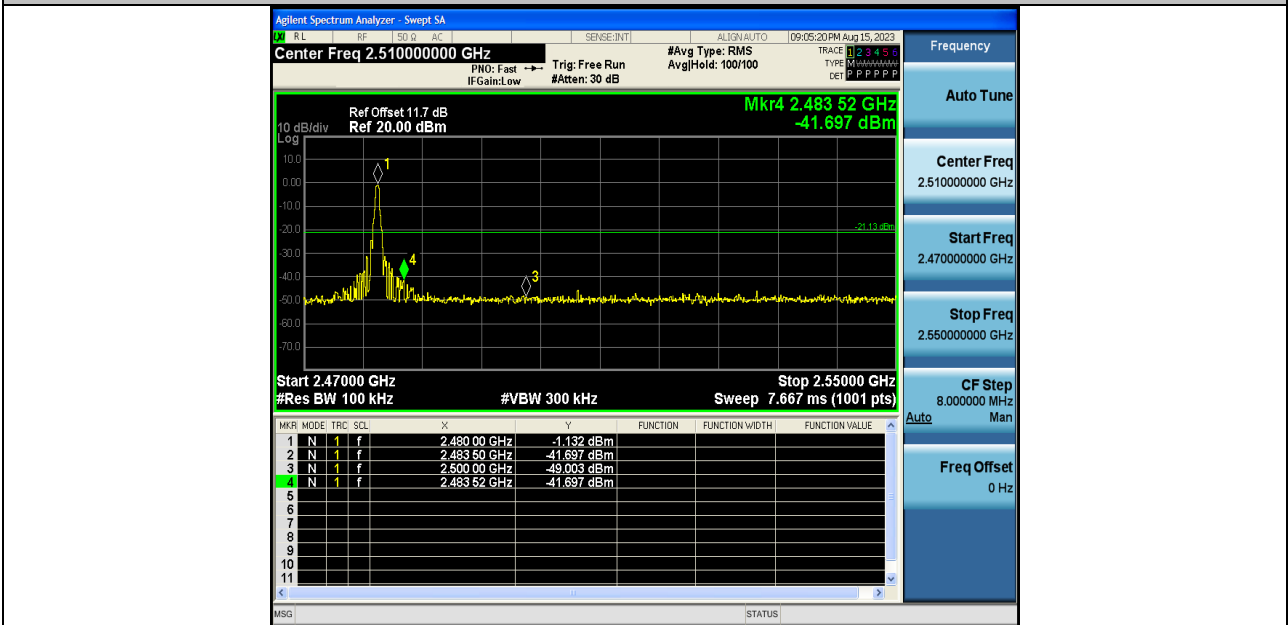 Agilent Spectrum Analyzer - Swept SA
LXI RL RF 50 Ω AC SENSE:INT ALIGN AUTO 09:05:20 PM Aug 15, 2023
Center Freq 2.510000000 GHz
PNO: Fast
IFGain:Low
Trig: Free Run
#Atten: 30 dB
#Avg Type: RMS
Avg|Hold: 100/100
TRACE 1 2 3 4 5 6
TYPE M WWWWW
DET P P P P P P
Mkr4 2.483 52 GHz
-41.697 dBm
Ref Offset 11.7 dB
10 dB/div Ref 20.00 dBm
Log
10.0
0.00
-10.0
-20.0
-30.0
-40.0
-50.0
-60.0
-70.0
1
4
3
-21.13 dBm
Start 2.47000 GHz Stop 2.55000 GHz
#Res BW 100 kHz #VBW 300 kHz Sweep 7.667 ms (1001 pts)
MKR MODE TRC SCL X Y FUNCTION FUNCTION WIDTH FUNCTION VALUE
1 N 1 f 2.480 00 GHz -1.132 dBm
2 N 1 f 2.483 50 GHz -41.697 dBm
3 N 1 f 2.500 00 GHz -49.003 dBm
4 N 1 f 2.483 52 GHz -41.697 dBm
5
6
7
8
9
10
11
MSG STATUS
Frequency
Auto Tune
Center Freq
2.510000000 GHz
Start Freq
2.470000000 GHz
Stop Freq
2.550000000 GHz
CF Step
8.000000 MHz
Auto Man
Freq Offset
0 Hz